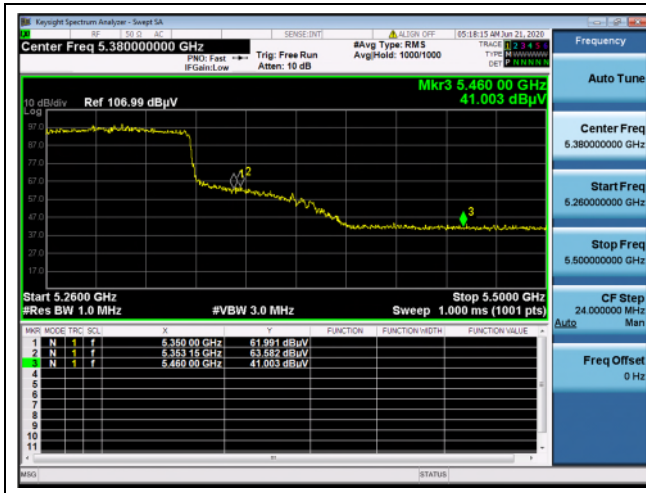 Keysight Spectrum Analyzer - Swept SA
RF 50 Ω AC SENSE:INT ALIGN OFF 05:18:15 AM Jun 21, 2020
Center Freq 5.380000000 GHz
PNO: Fast Trig: Free Run
IFGain:Low Atten: 10 dB
#Avg Type: RMS
Avg|Hold: 1000/1000
TRACE 1 2 3 4 5 6
TYPE M
DET P N N N N N
Mkr3 5.460 00 GHz
41.003 dBµV
10 dB/div Ref 106.99 dBµV
Log
97.0
87.0
77.0
67.0
57.0
47.0
37.0
27.0
17.0
1 2
3
Start 5.2600 GHz Stop 5.5000 GHz
#Res BW 1.0 MHz #VBW 3.0 MHz Sweep 1.000 ms (1001 pts)
MKR MODE TRC SCL X Y FUNCTION FUNCTION WIDTH FUNCTION VALUE
1 N 1 f 5.350 00 GHz 61.991 dBµV
2 N 1 f 5.353 15 GHz 63.582 dBµV
3 N 1 f 5.460 00 GHz 41.003 dBµV
4
5
6
7
8
9
10
11
MSG STATUS
Frequency
Auto Tune
Center Freq
5.380000000 GHz
Start Freq
5.260000000 GHz
Stop Freq
5.500000000 GHz
CF Step
24.000000 MHz
Auto Man
Freq Offset
0 Hz